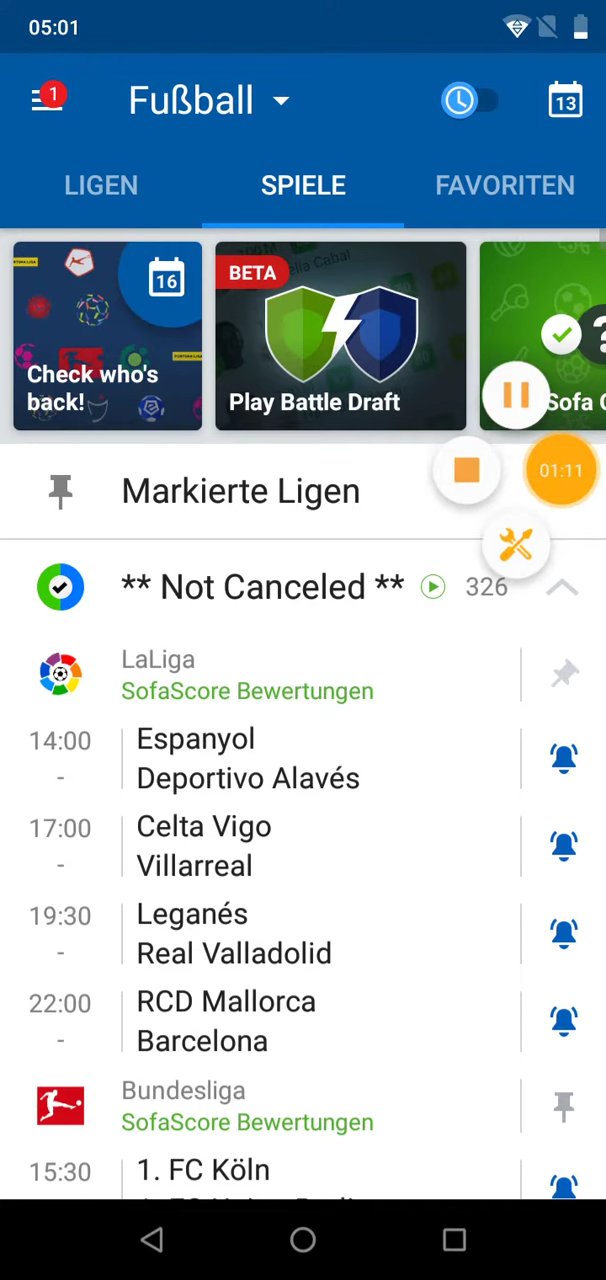 05:01
1
Fußball
13
LIGEN
SPIELE
FAVORITEN
16
Check who's
back!
BETA
Play Battle Draft
?
Sofa
01:11
Markierte Ligen
** Not Canceled **
326
LaLiga
SofaScore Bewertungen
14:00
Espanyol
-
Deportivo Alavés
17:00
Celta Vigo
-
Villarreal
19:30
Leganés
-
Real Valladolid
22:00
RCD Mallorca
-
Barcelona
Bundesliga
SofaScore Bewertungen
15:30
1. FC Köln